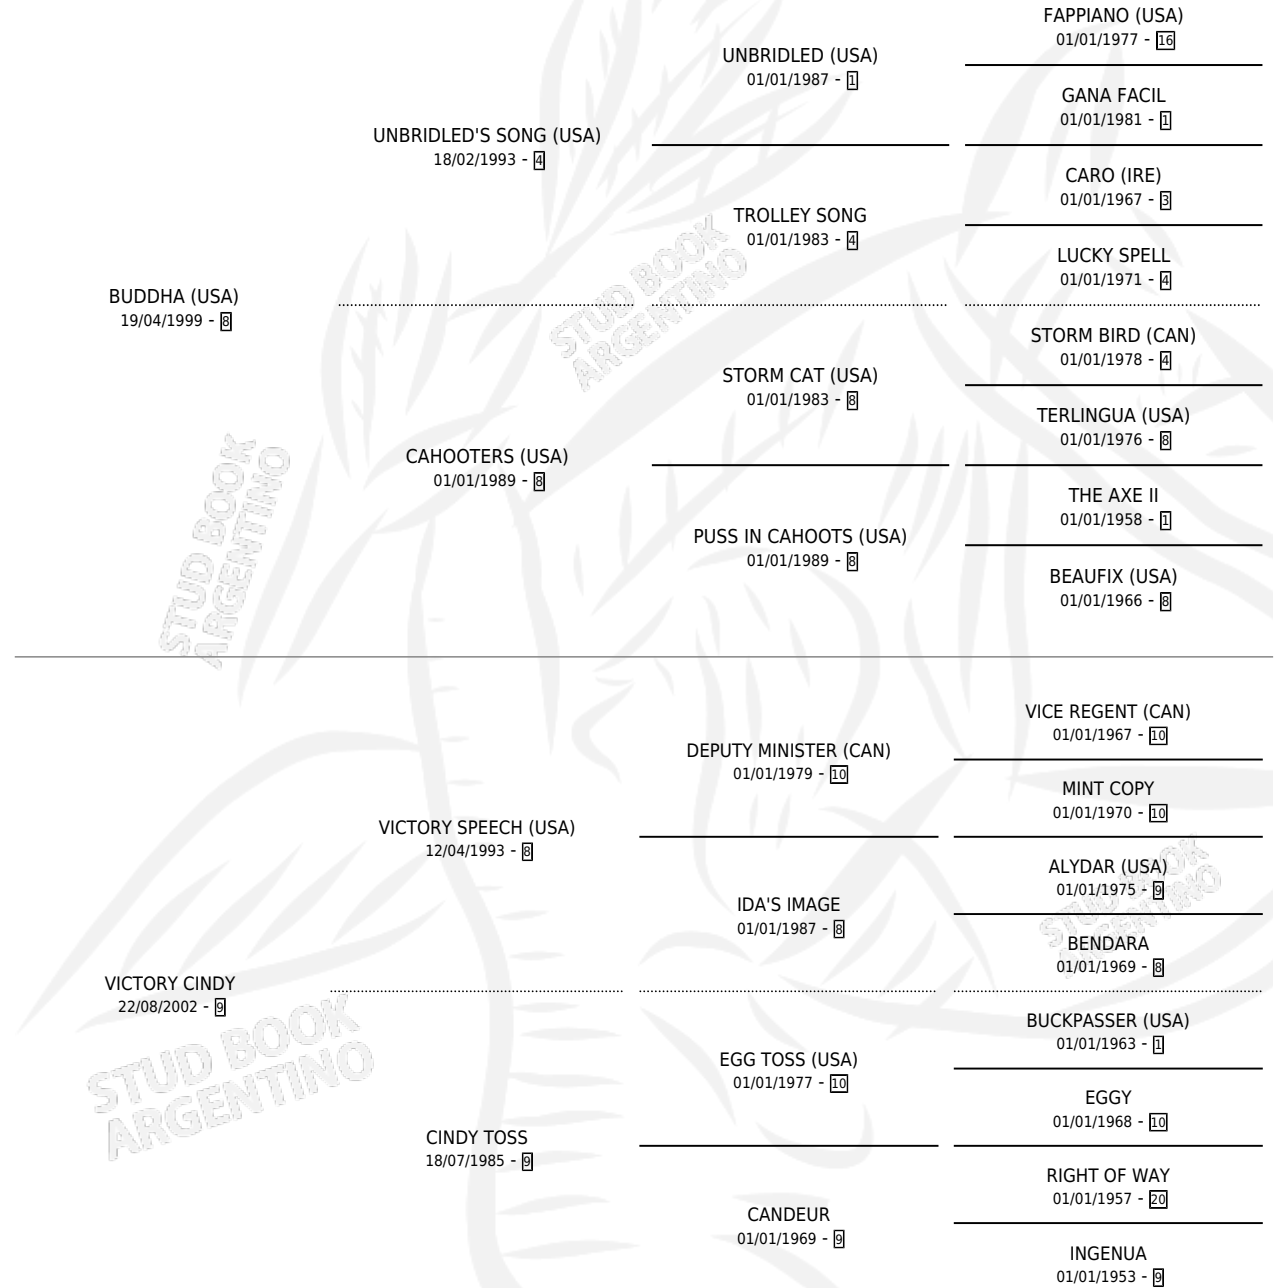 FAPPIANO (USA)
01/01/1977 - 16
UNBRIDLED (USA)
01/01/1987 - 1
GANA FACIL
01/01/1981 - 1
UNBRIDLED'S SONG (USA)
18/02/1993 - 4
CARO (IRE)
01/01/1967 - 3
TROLLEY SONG
01/01/1983 - 4
LUCKY SPELL
01/01/1971 - 4
BUDDHA (USA)
19/04/1999 - 8
STORM BIRD (CAN)
01/01/1978 - 4
STORM CAT (USA)
01/01/1983 - 8
TERLINGUA (USA)
01/01/1976 - 8
CAHOOTERS (USA)
01/01/1989 - 8
THE AXE II
01/01/1958 - 1
PUSS IN CAHOOTS (USA)
01/01/1989 - 8
BEAUFIX (USA)
01/01/1966 - 8
VICE REGENT (CAN)
01/01/1967 - 10
DEPUTY MINISTER (CAN)
01/01/1979 - 10
MINT COPY
01/01/1970 - 10
VICTORY SPEECH (USA)
12/04/1993 - 8
ALYDAR (USA)
01/01/1975 - 9
IDA'S IMAGE
01/01/1987 - 8
BENDARA
01/01/1969 - 8
VICTORY CINDY
22/08/2002 - 9
BUCKPASSER (USA)
01/01/1963 - 1
EGG TOSS (USA)
01/01/1977 - 10
EGGY
01/01/1968 - 10
CINDY TOSS
18/07/1985 - 9
RIGHT OF WAY
01/01/1957 - 20
CANDEUR
01/01/1969 - 9
INGENUA
01/01/1953 - 9
STUD BOOK
ARGENTINO
STUD BOOK
ARGENTINO
STUD BOOK
ARGENTINO
STUD BOOK
ARGENTINO